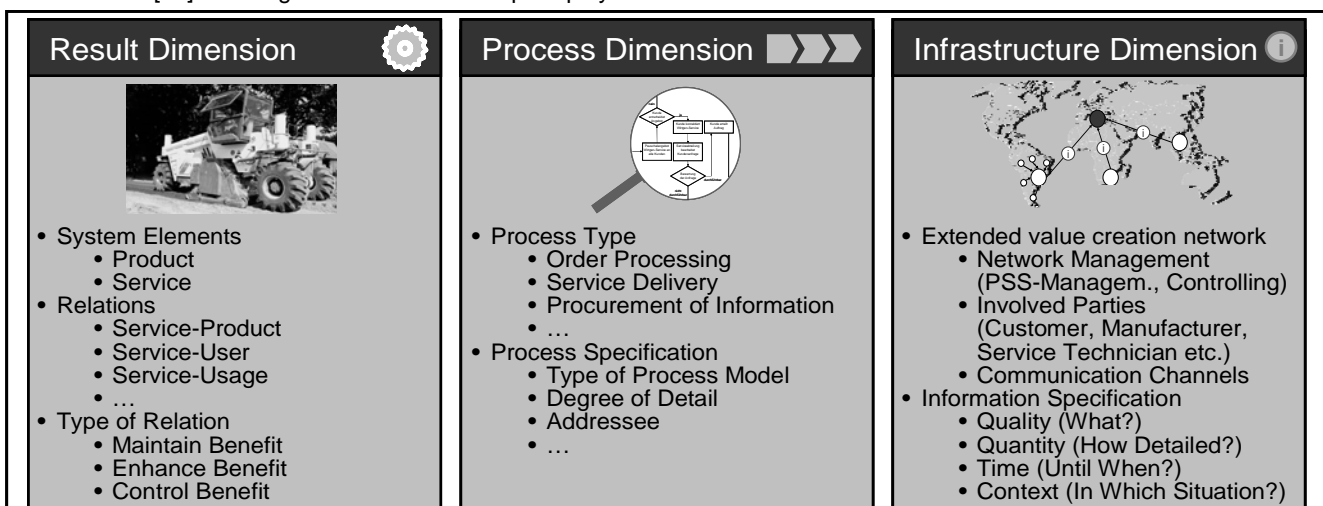 Result Dimension
System Elements
• Product
• Service
• Relations
• Service-Product
• Service-User
• Service-Usage
• …
• Type of Relation
• Maintain Benefit
• Enhance Benefit
• Control Benefit
Process Dimension
• Process Type
• Order Processing
• Service Delivery
• Procurement of Information
• …
• Process Specification
• Type of Process Model
• Degree of Detail
• Addressee
• …
Infrastructure Dimension i
i
i
i
• Extended value creation network
• Network Management
(PSS-Managem., Controlling)
• Involved Parties
(Customer, Manufacturer,
Service Technician etc.)
• Communication Channels
• Information Specification
• Quality (What?)
• Quantity (How Detailed?)
• Time (Until When?)
• Context (In Which Situation?)